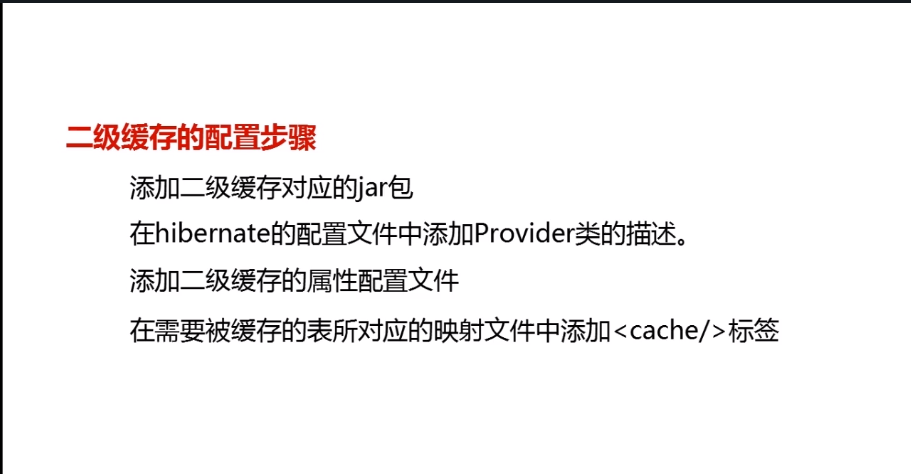 二级缓存的配置步骤
添加二级缓存对应的jar包
在hibernate的配置文件中添加Provider类的描述。
添加二级缓存的属性配置文件
在需要被缓存的表所对应的映射文件中添加<cache/>标签